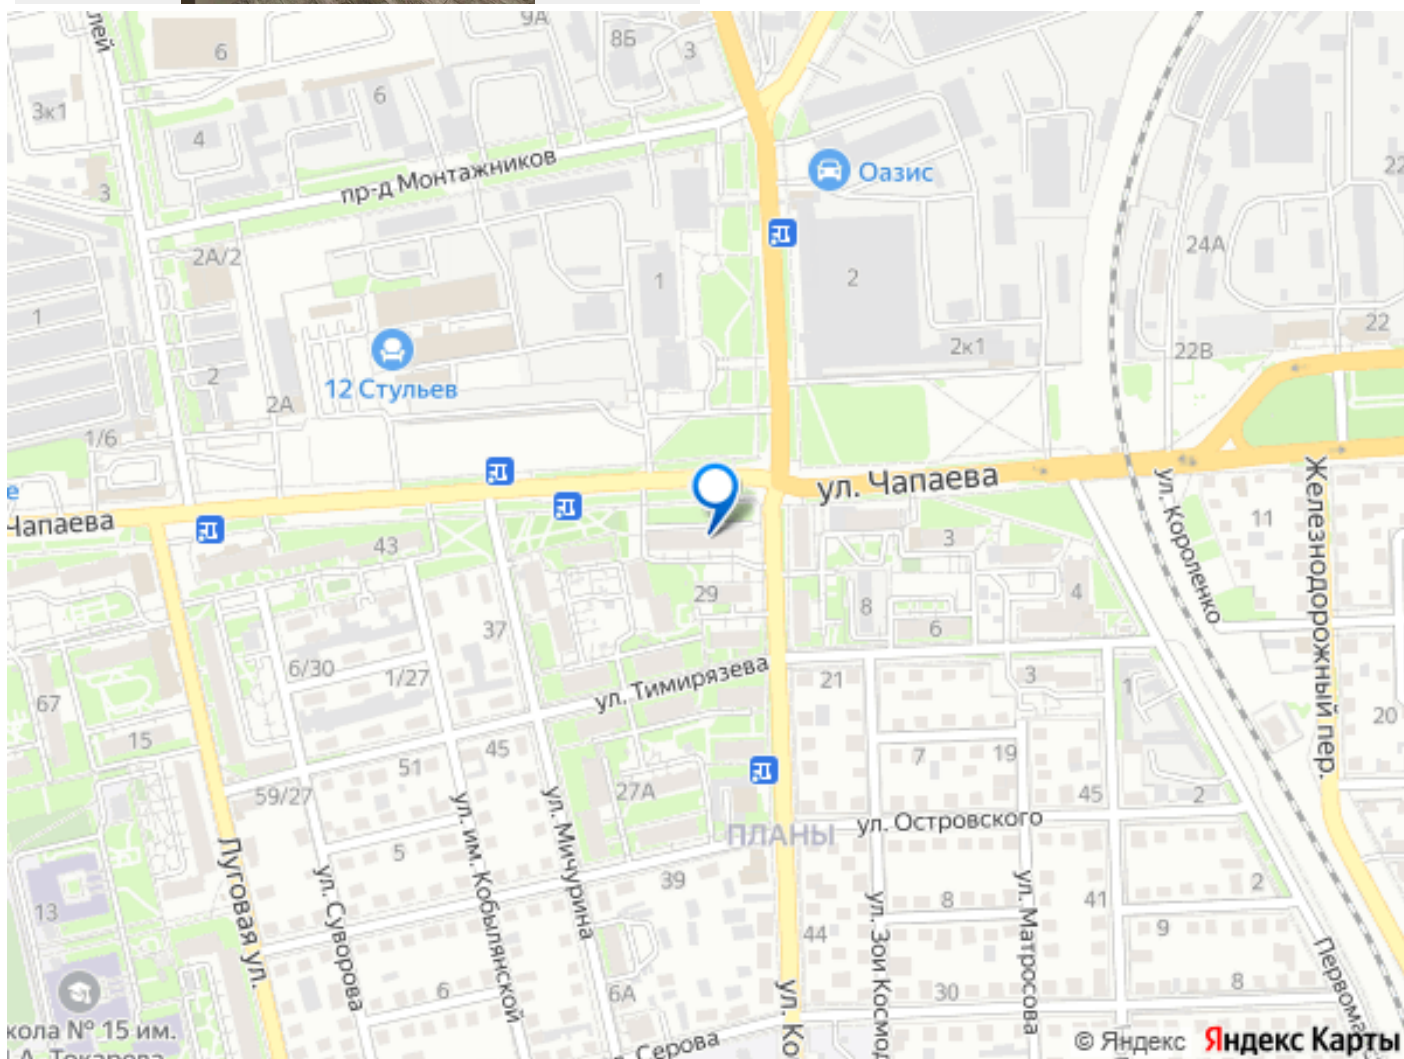 лей
9А
8Б
3
6
6
3к1
4
пр-д Монтажников
Оазис
3
22
2А/2
24А
1
1
2
12 Стульев
2
2к1
22В
22
2А
1/6
е
Чапаева
ул. Чапаева
ул. Короленко
Железнодорожный пер.
11
43
3
29
8
4
6
37
6/30
1/27
ул. Тимирязева
21
3
1
67
15
20
45
51
7
19
59/27
27А
45
2
ПЛАНЫ
ул. Островского
Луговая ул.
ул. Суворова
ул. им. Кобылянской
ул. Мичурина
5
39
2
8
41
13
44
9
ул. Зои Космод
ул. Матросова
Первома
ул. Ко
6
6А
30
8
кола № 15 им.
А. Токарова
Серова
© Яндекс Яндекс Карты